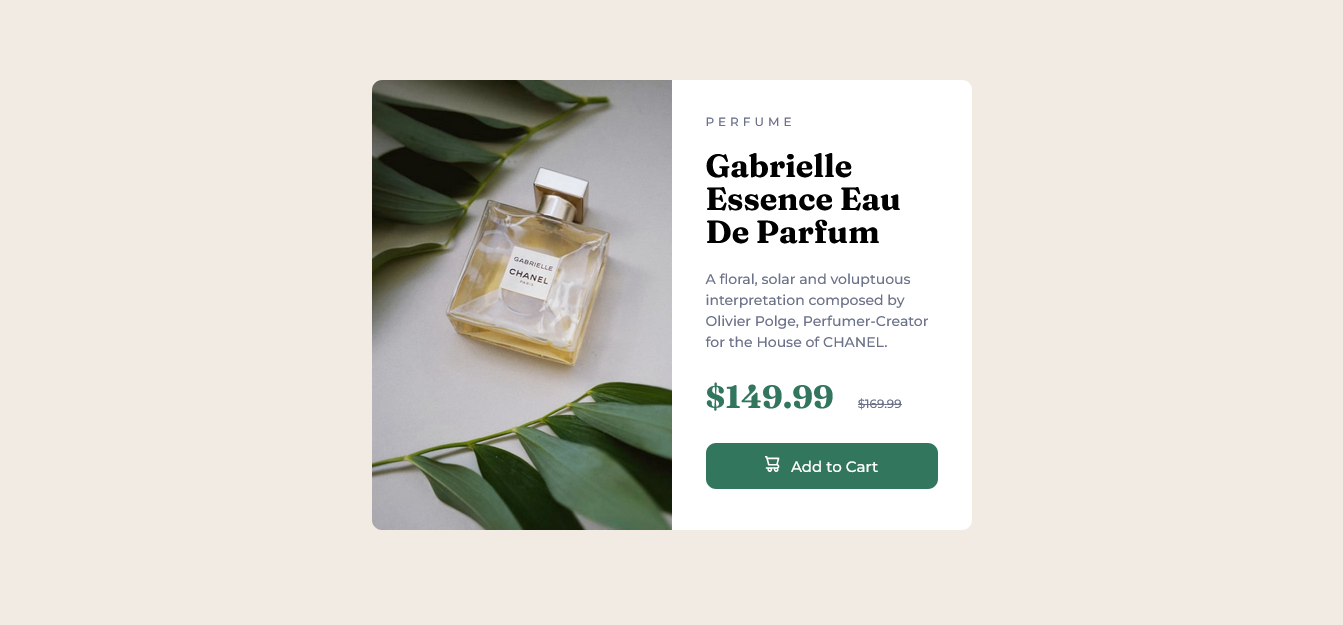 GABRIELLE
CHANEL
PARIS
PERFUME
Gabrielle
Essence Eau
De Parfum
A floral, solar and voluptuous
interpretation composed by
Olivier Polge, Perfumer-Creator
for the House of CHANEL.
$149.99 $169.99
Add to Cart